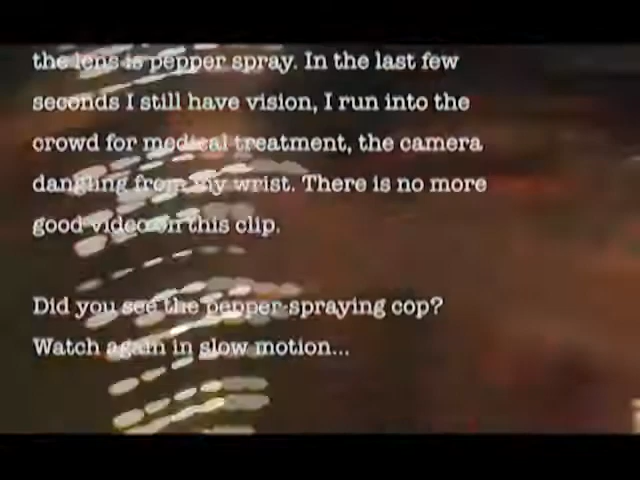 the lens is pepper spray. In the last few
seconds I still have vision, I run into the
crowd for medical treatment, the camera
dangling from my wrist. There is no more
good video on this clip.
Did you see the pepper-spraying cop?
Watch again in slow motion...